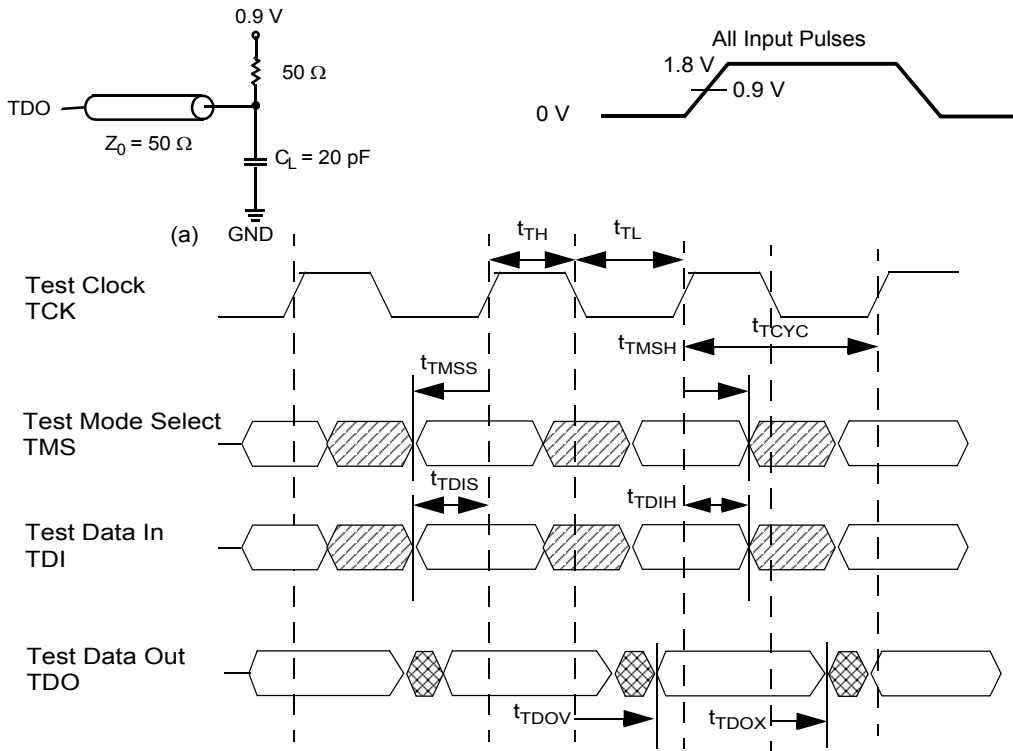 0.9 V
50 Ω
TDO
Z0 = 50 Ω
CL = 20 pF
(a)
GND
All Input Pulses
1.8 V
0.9 V
0 V
tTH
tTL
Test Clock
TCK
tTCYC
tTMSH
tTMSS
Test Mode Select
TMS
tTDIS
tTDIH
Test Data In
TDI
Test Data Out
TDO
tTDOV
tTDOX